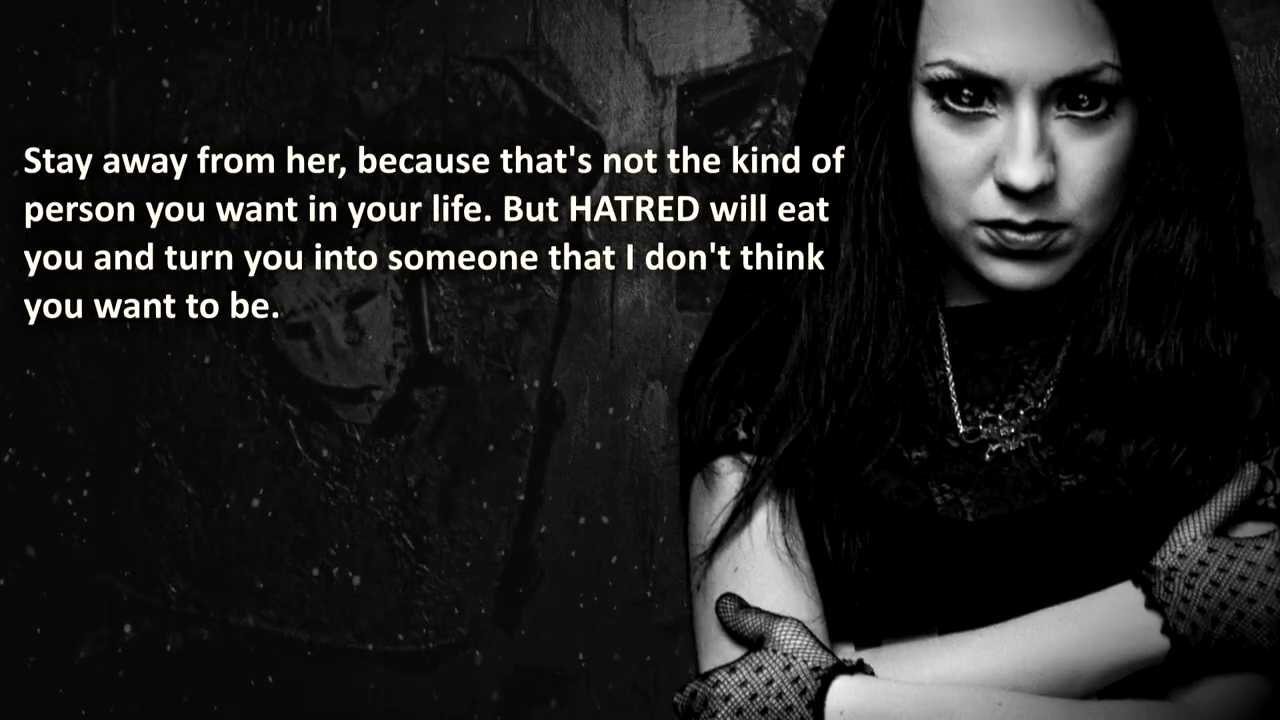 Stay away from her, because that's not the kind of
person you want in your life. But HATRED will eat
you and turn you into someone that I don't think
you want to be.